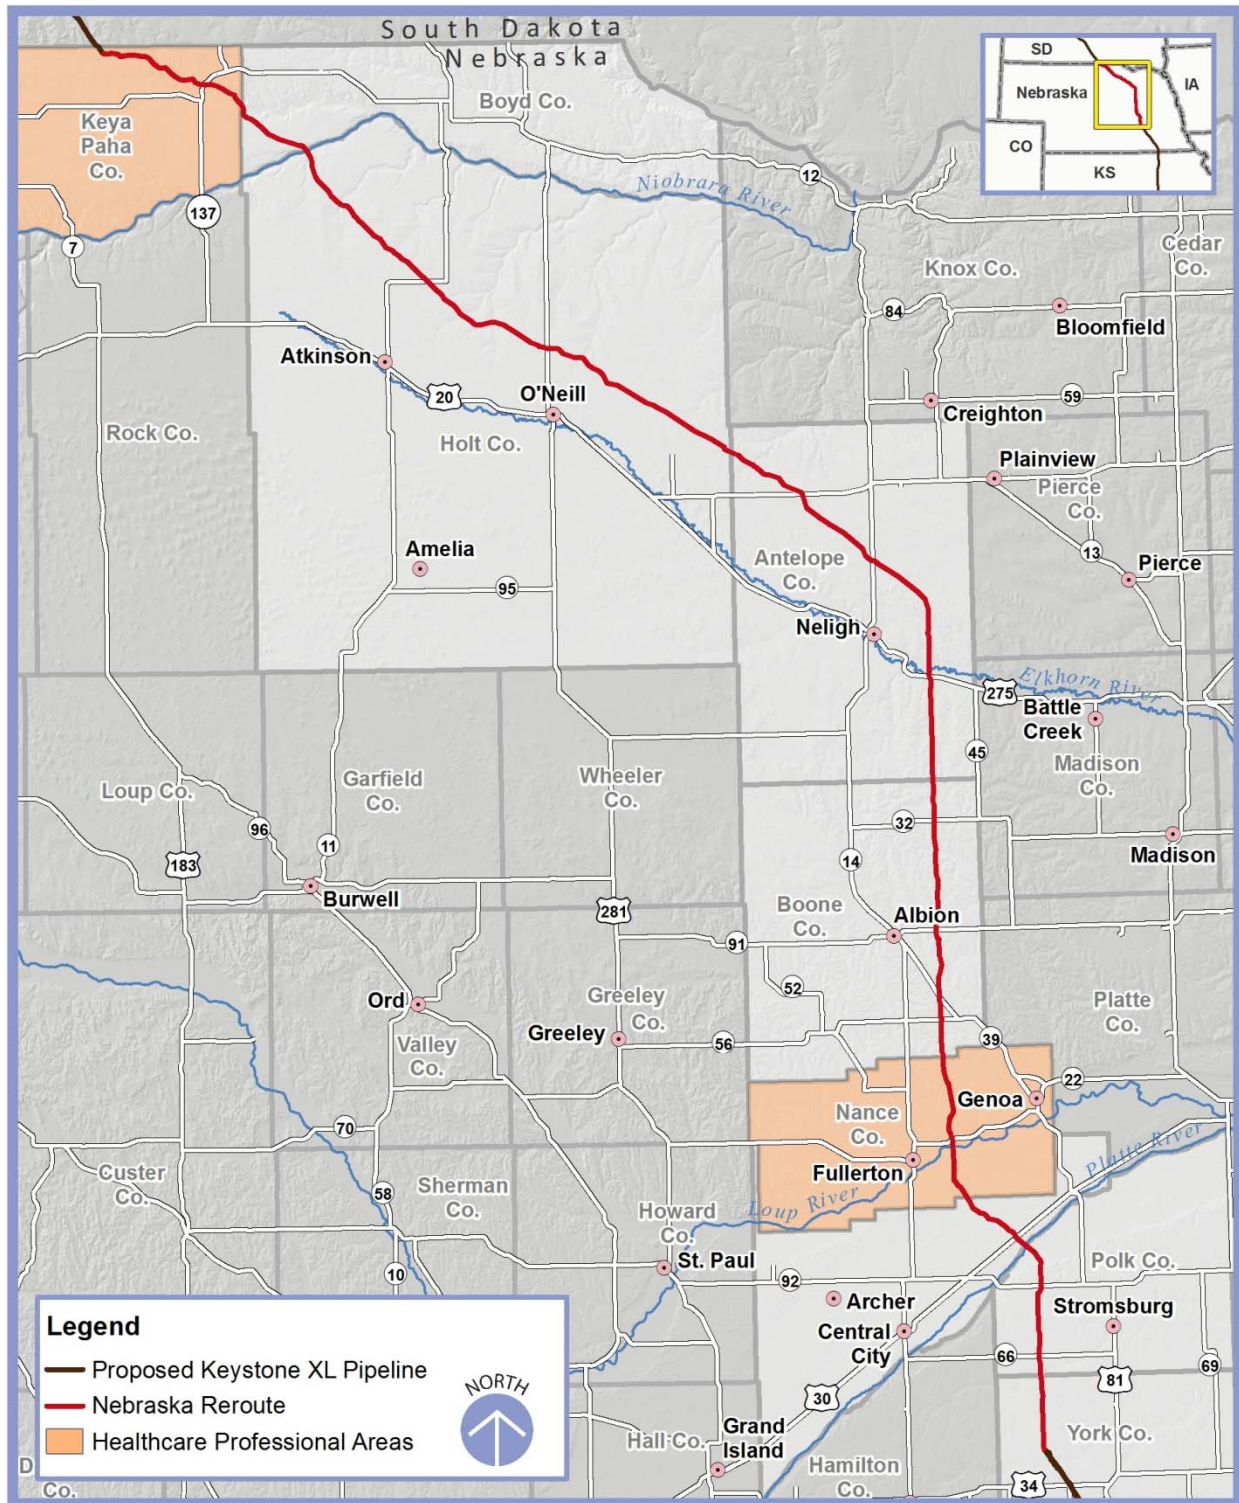 South Dakota
Nebraska
SD
Nebraska
IA
CO
KS
Boyd Co.
Keya
Paha
Co.
12
Niobrara River
137
7
Cedar
Co.
Knox Co.
84
Bloomfield
Atkinson
20
O'Neill
59
Creighton
Rock Co.
Holt Co.
Plainview
Pierce
Co.
Amelia
Antelope
Co.
13
Pierce
95
Neligh
Elkhorn River
275
Battle
Creek
45
Madison
Co.
Loup Co.
Garfield
Co.
Wheeler
Co.
96
11
32
183
14
Madison
Burwell
281
Boone
Co.
Albion
91
52
Ord
Greeley
Co.
Platte
Co.
Valley
Co.
Greeley
56
39
22
Genoa
70
Nance
Co.
Platte River
Custer
Co.
Fullerton
58
Sherman
Co.
Loup River
Howard
Co.
St. Paul
10
92
Polk Co.
Archer
Stromsburg
Central
City
66
69
81
30
Grand
Island
Hall Co.
York Co.
Hamilton
Co.
34
D
Co.
Legend
Proposed Keystone XL Pipeline
Nebraska Reroute
Healthcare Professional Areas
NORTH